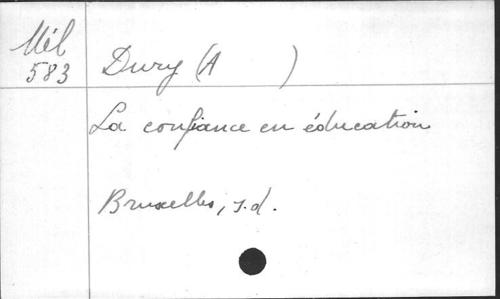 Mél
583
Dury (A )
La confiance en éducation
Bruxelles, s.d.